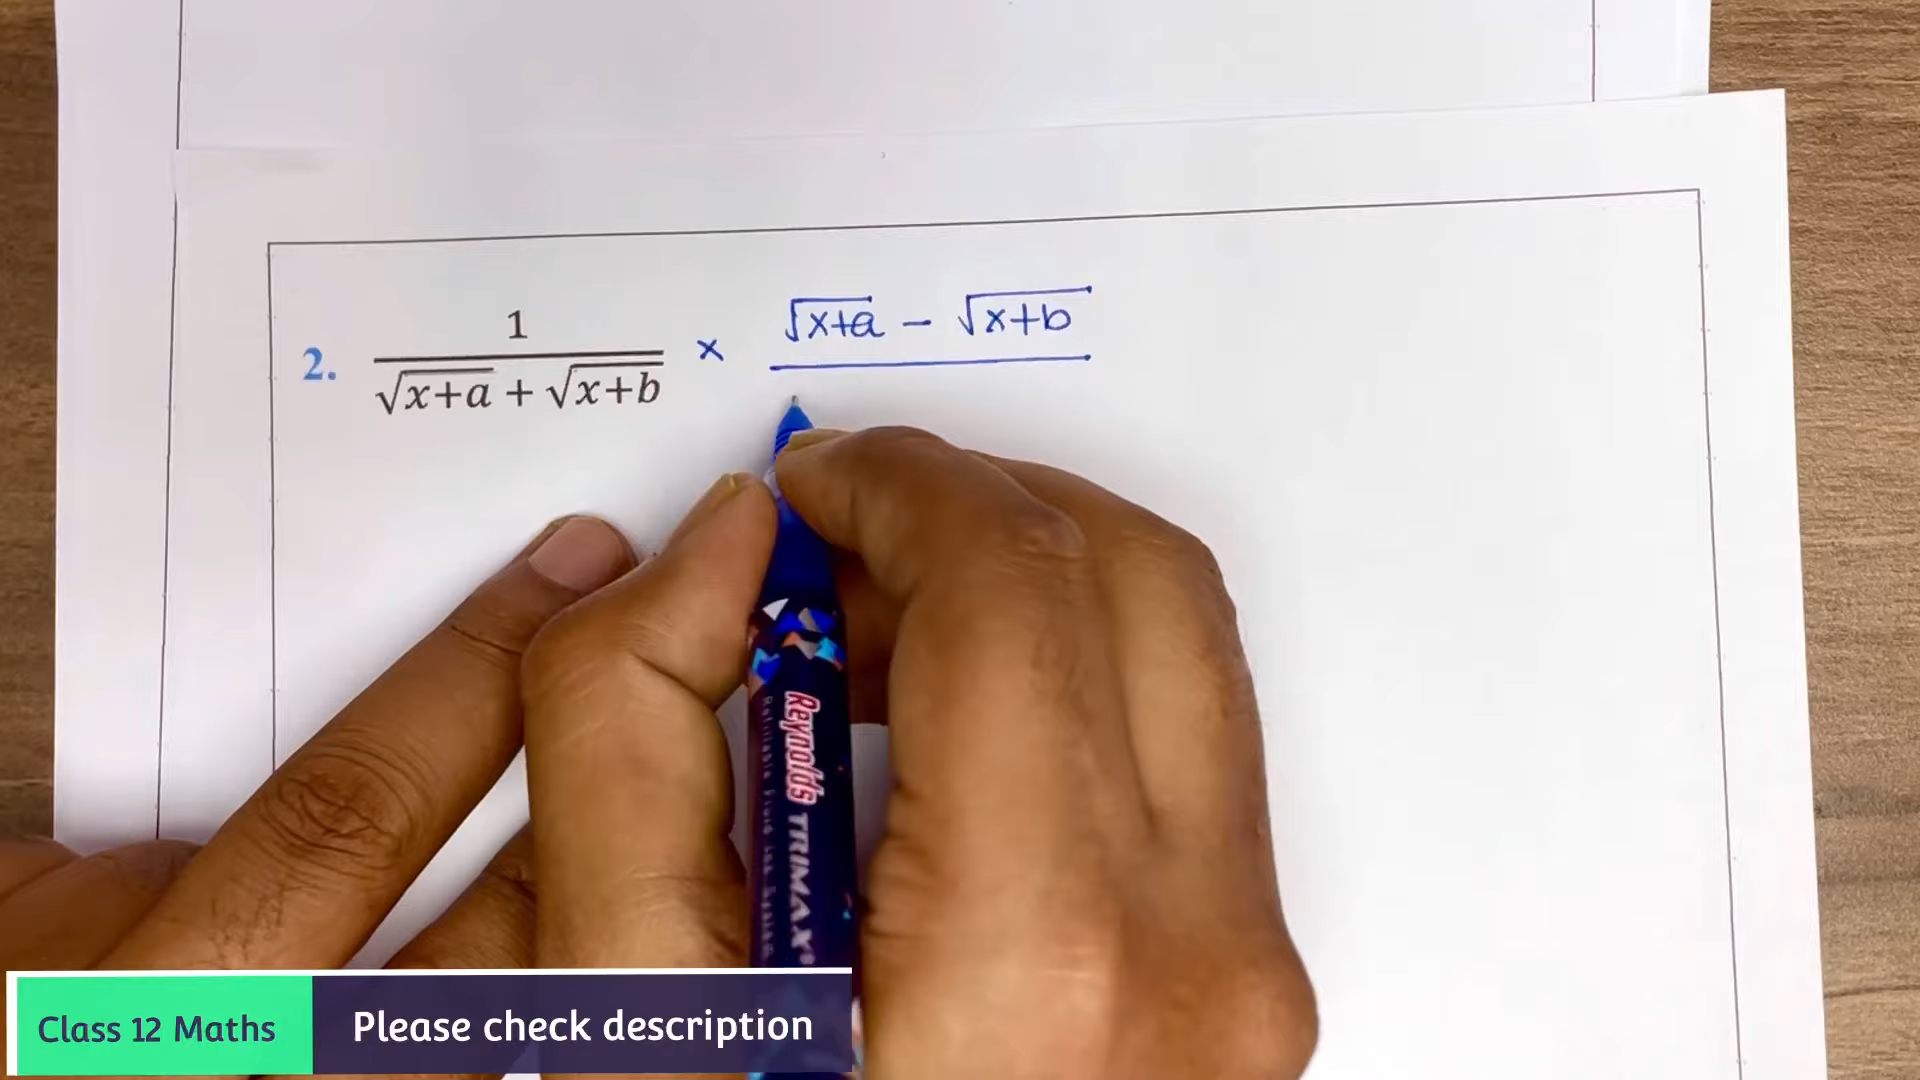 2. 1/(√x+a + √x+b) × (√x+a − √x+b)/
Reynolds TRIMAX
Class 12 Maths
Please check description